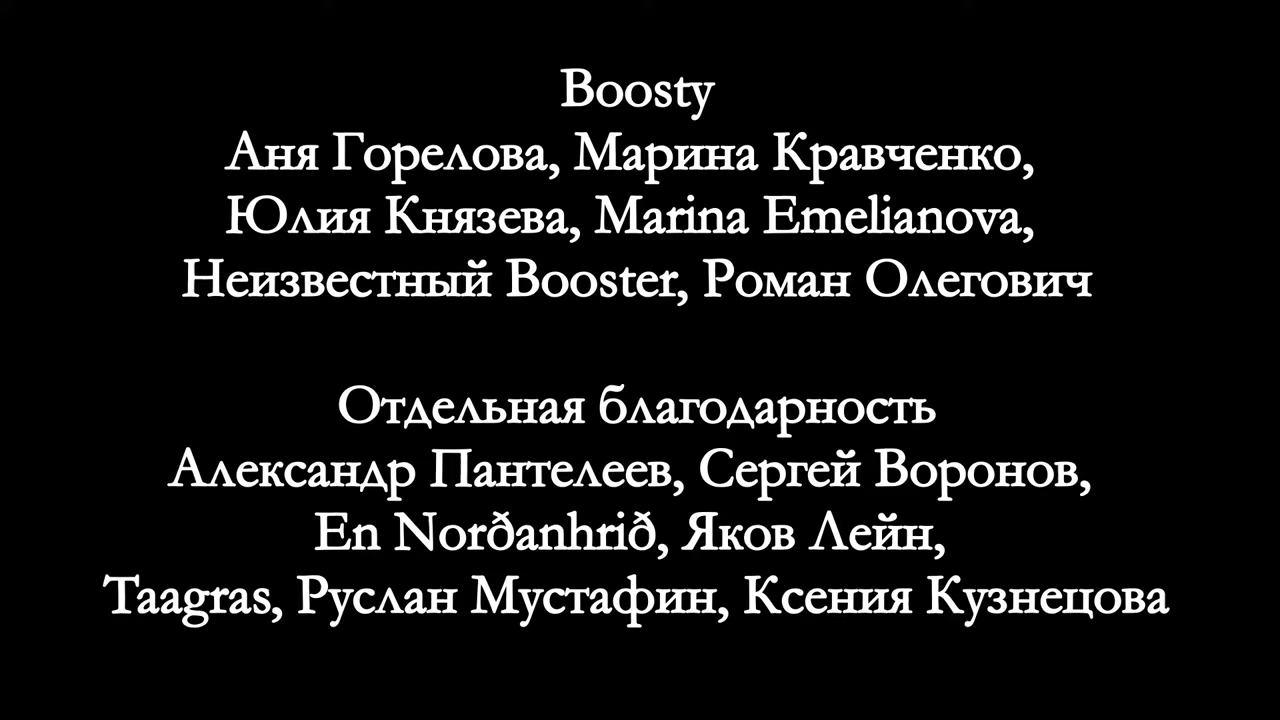 Boosty
Аня Горелова, Марина Кравченко,
Юлия Князева, Marina Emelianova,
Неизвестный Booster, Роман Олегович
Отдельная благодарность
Александр Пантелеев, Сергей Воронов,
En Norðanhrið, Яков Лейн,
Taagras, Руслан Мустафин, Ксения Кузнецова